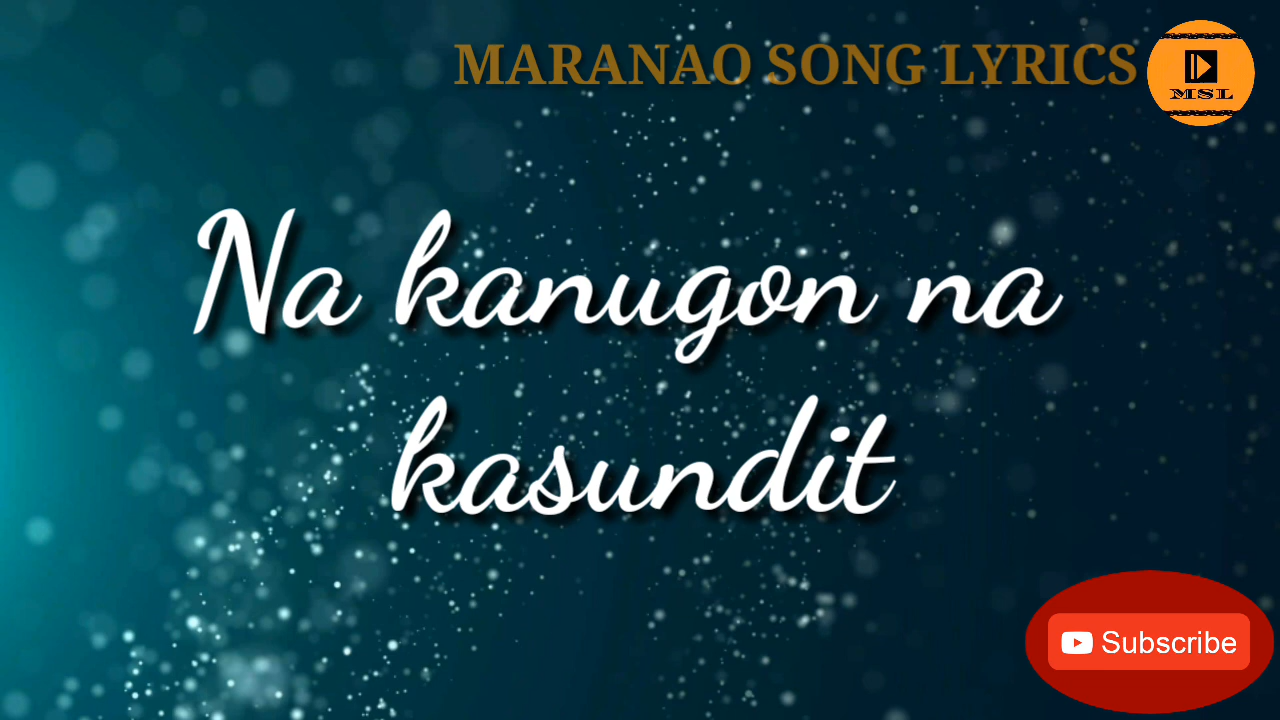 MARANAO SONG LYRICS
MSL
Na kanugon na
kasundit
Subscribe